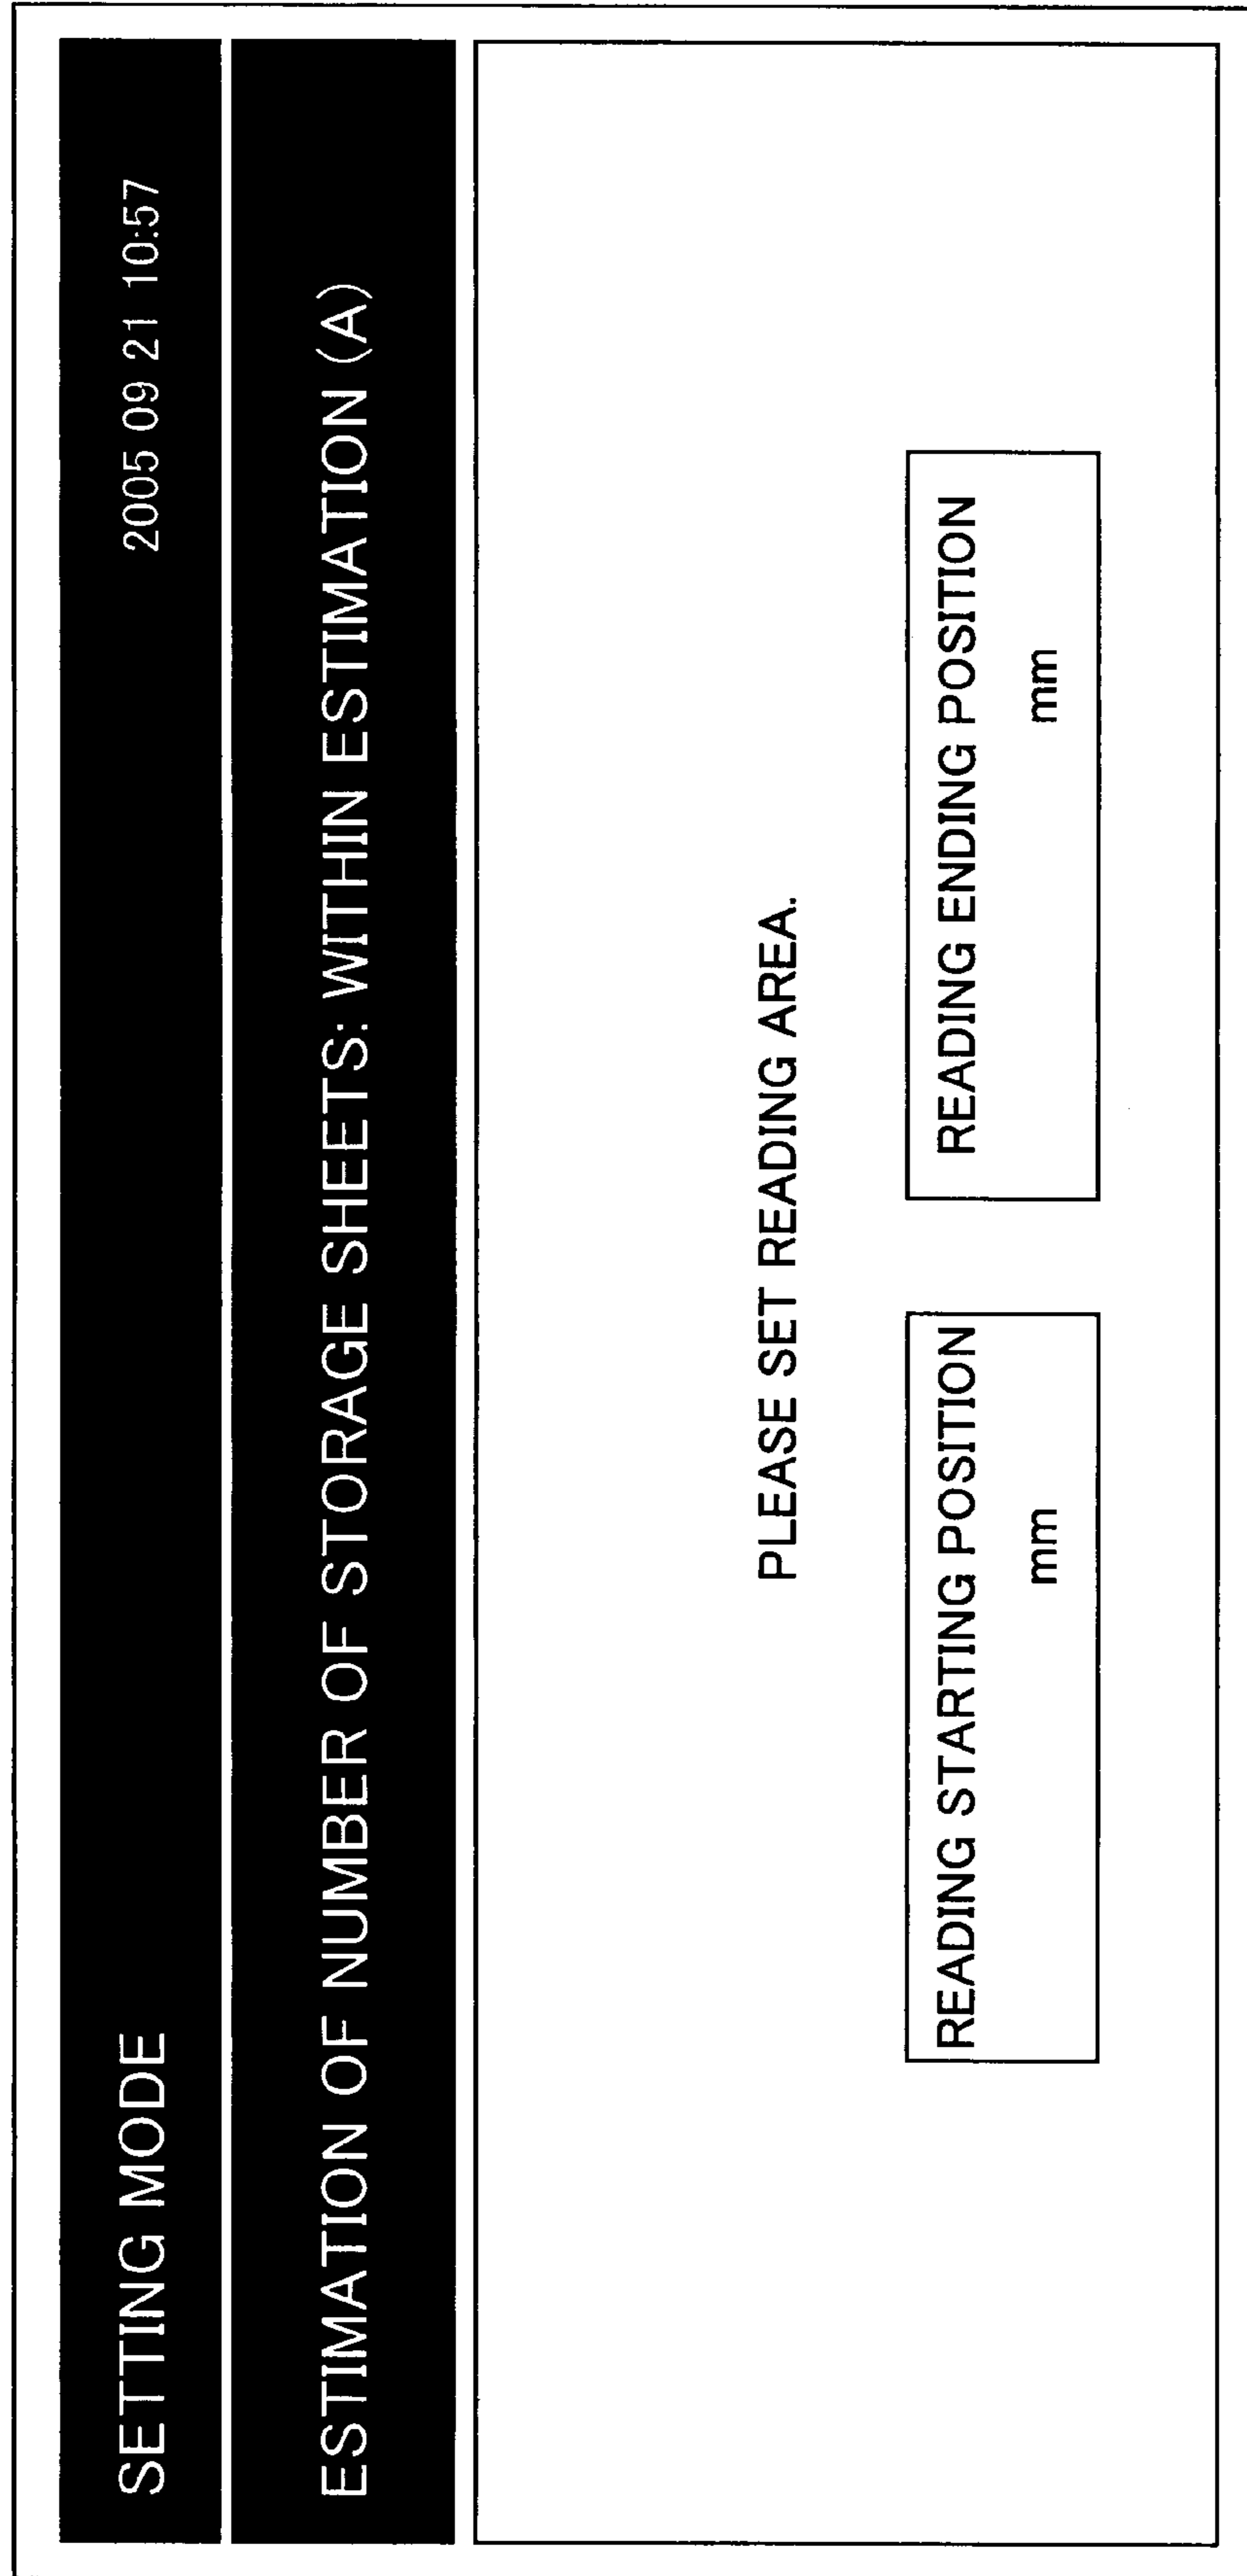 SETTING MODE 2005 09 21 10:57
ESTIMATION OF NUMBER OF STORAGE SHEETS: WITHIN ESTIMATION (A)
PLEASE SET READING AREA.
READING STARTING POSITION
mm
READING ENDING POSITION
mm